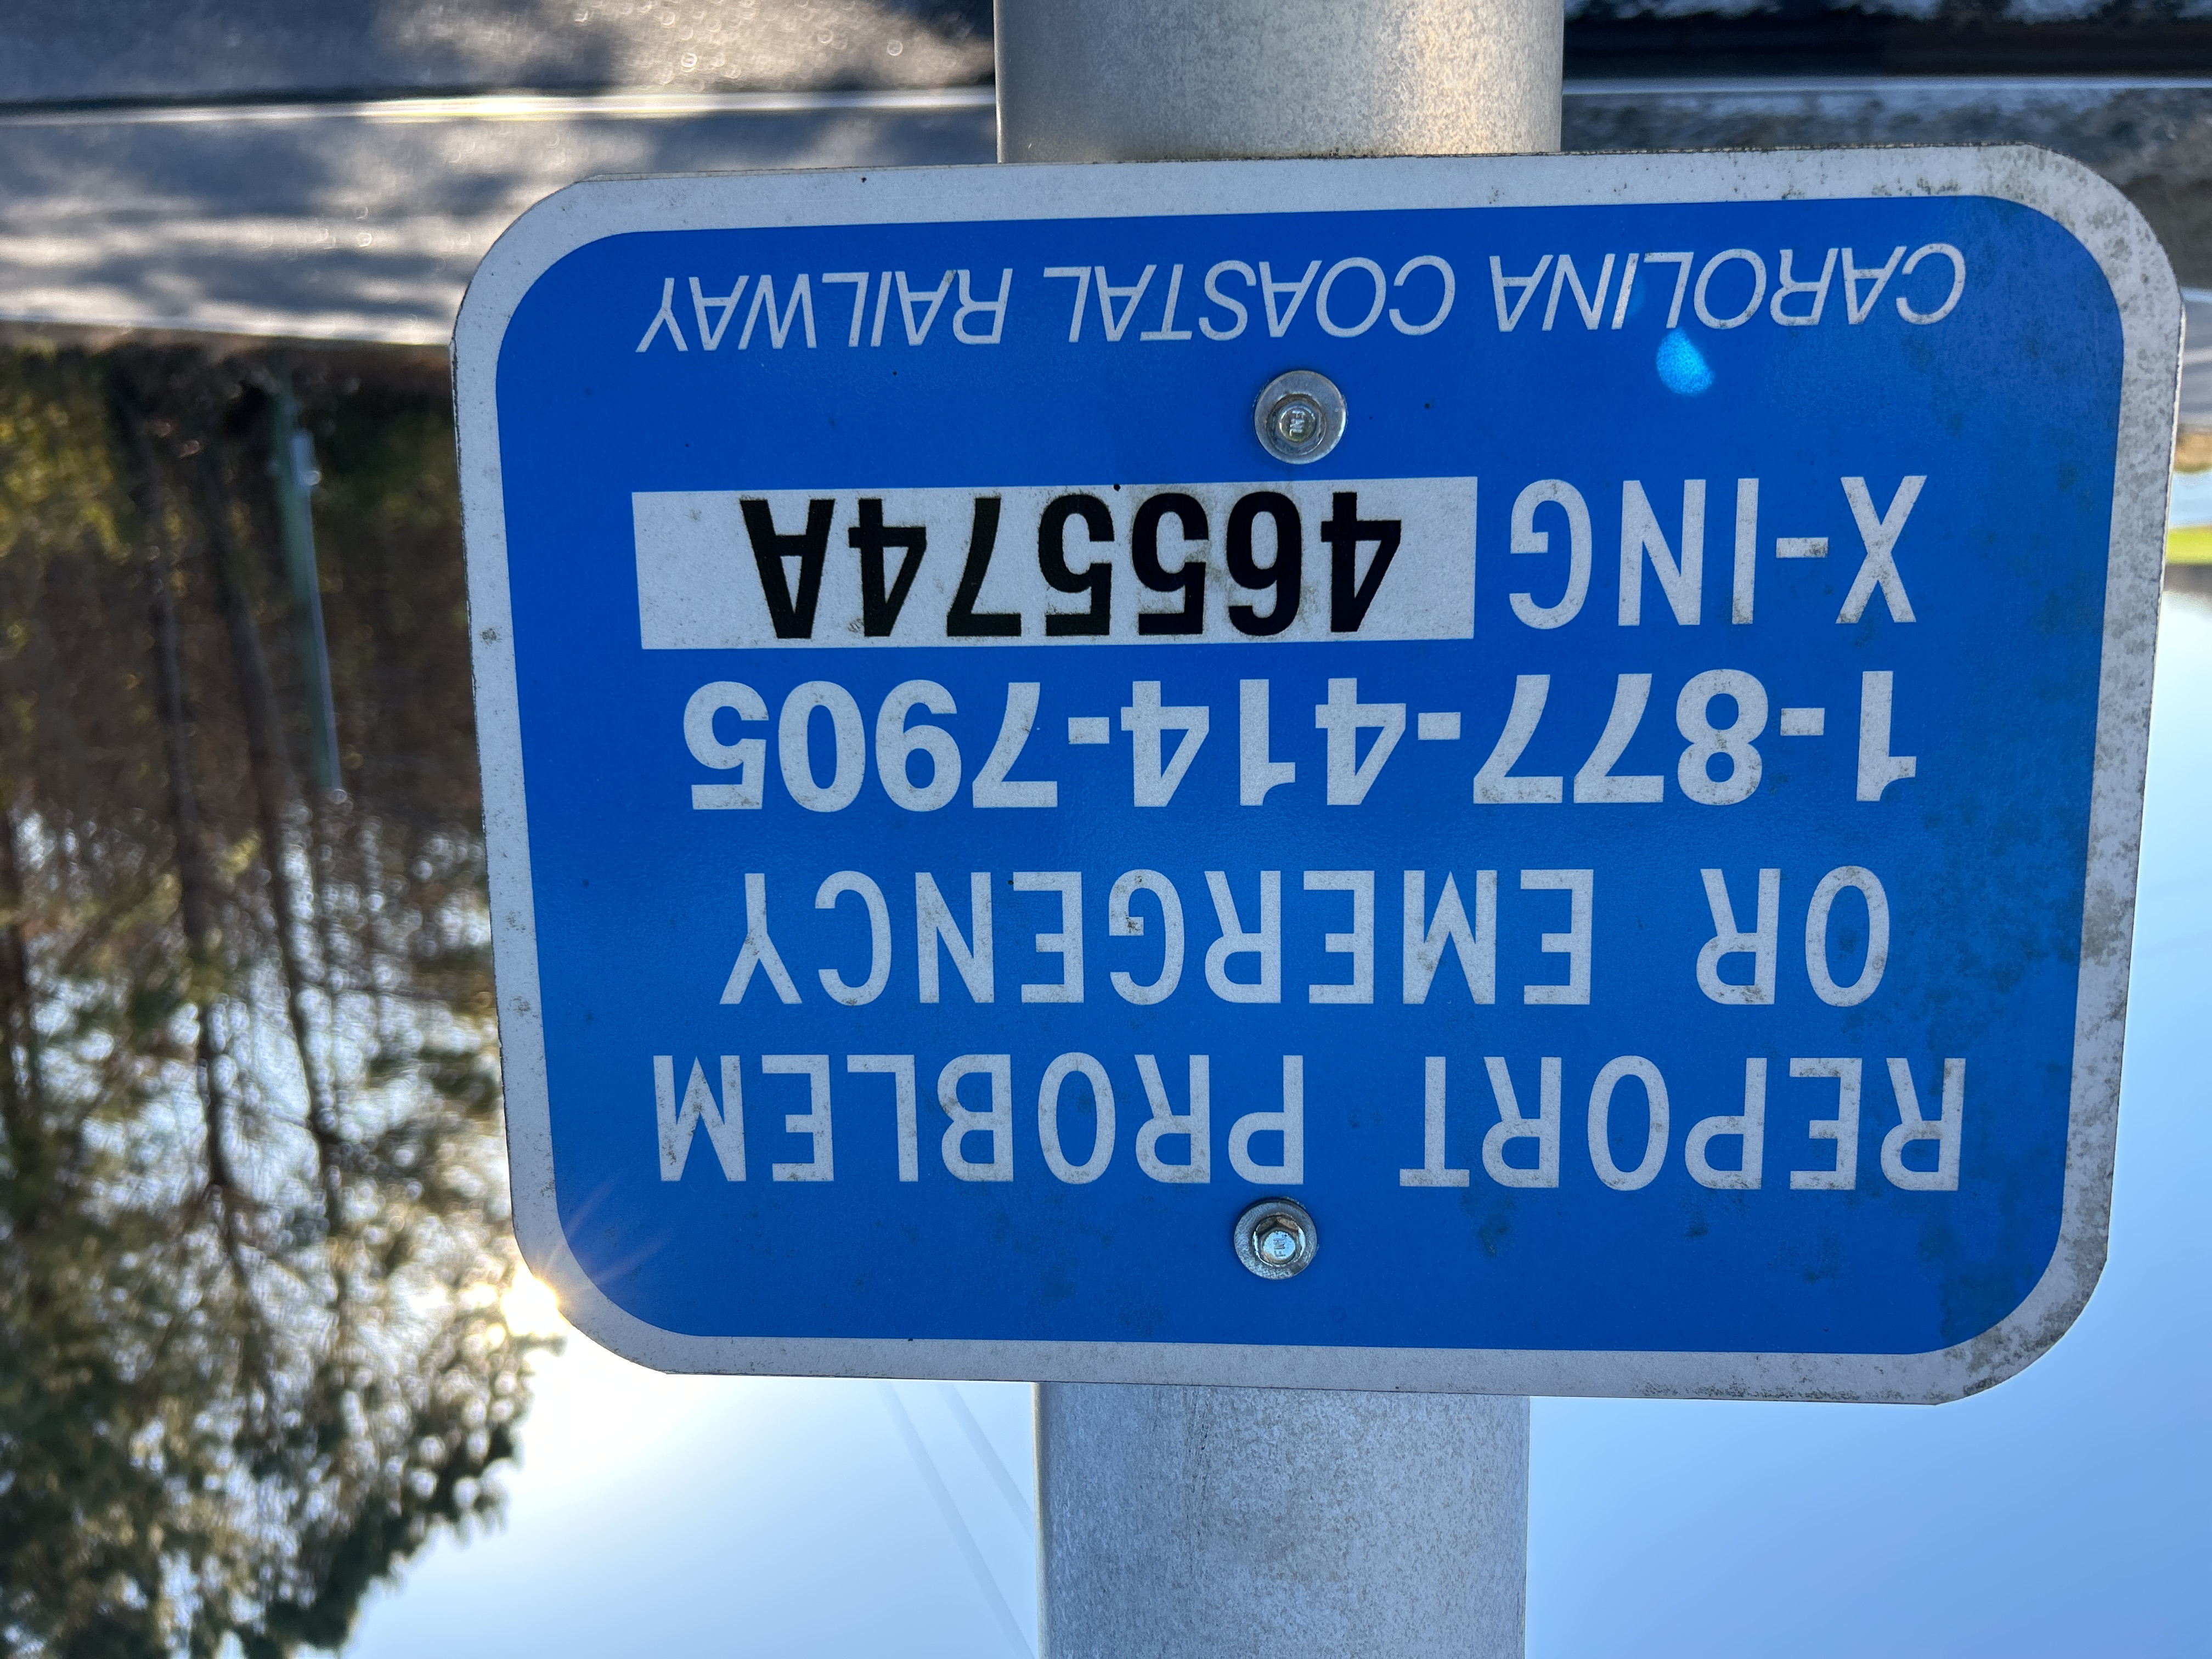 REPORT PROBLEM
OR EMERGENCY
1-877-414-7905
X-ING 465574A
CAROLINA COASTAL RAILWAY